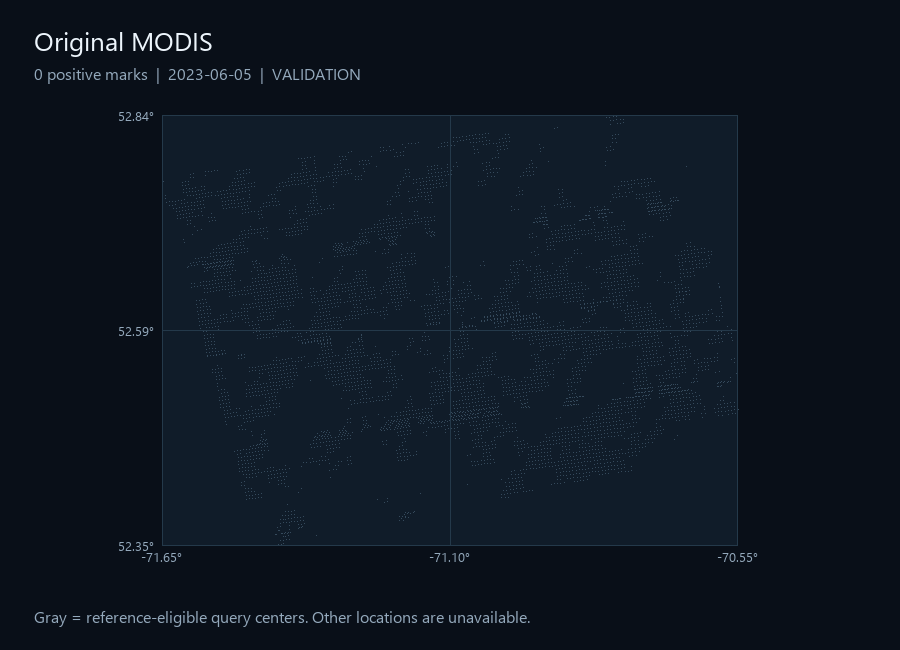 Original MODIS
0 positive marks | 2023-06-05 | VALIDATION
52.84°
52.59°
52.35°
-71.65°
-71.10°
-70.55°
Gray = reference-eligible query centers. Other locations are unavailable.